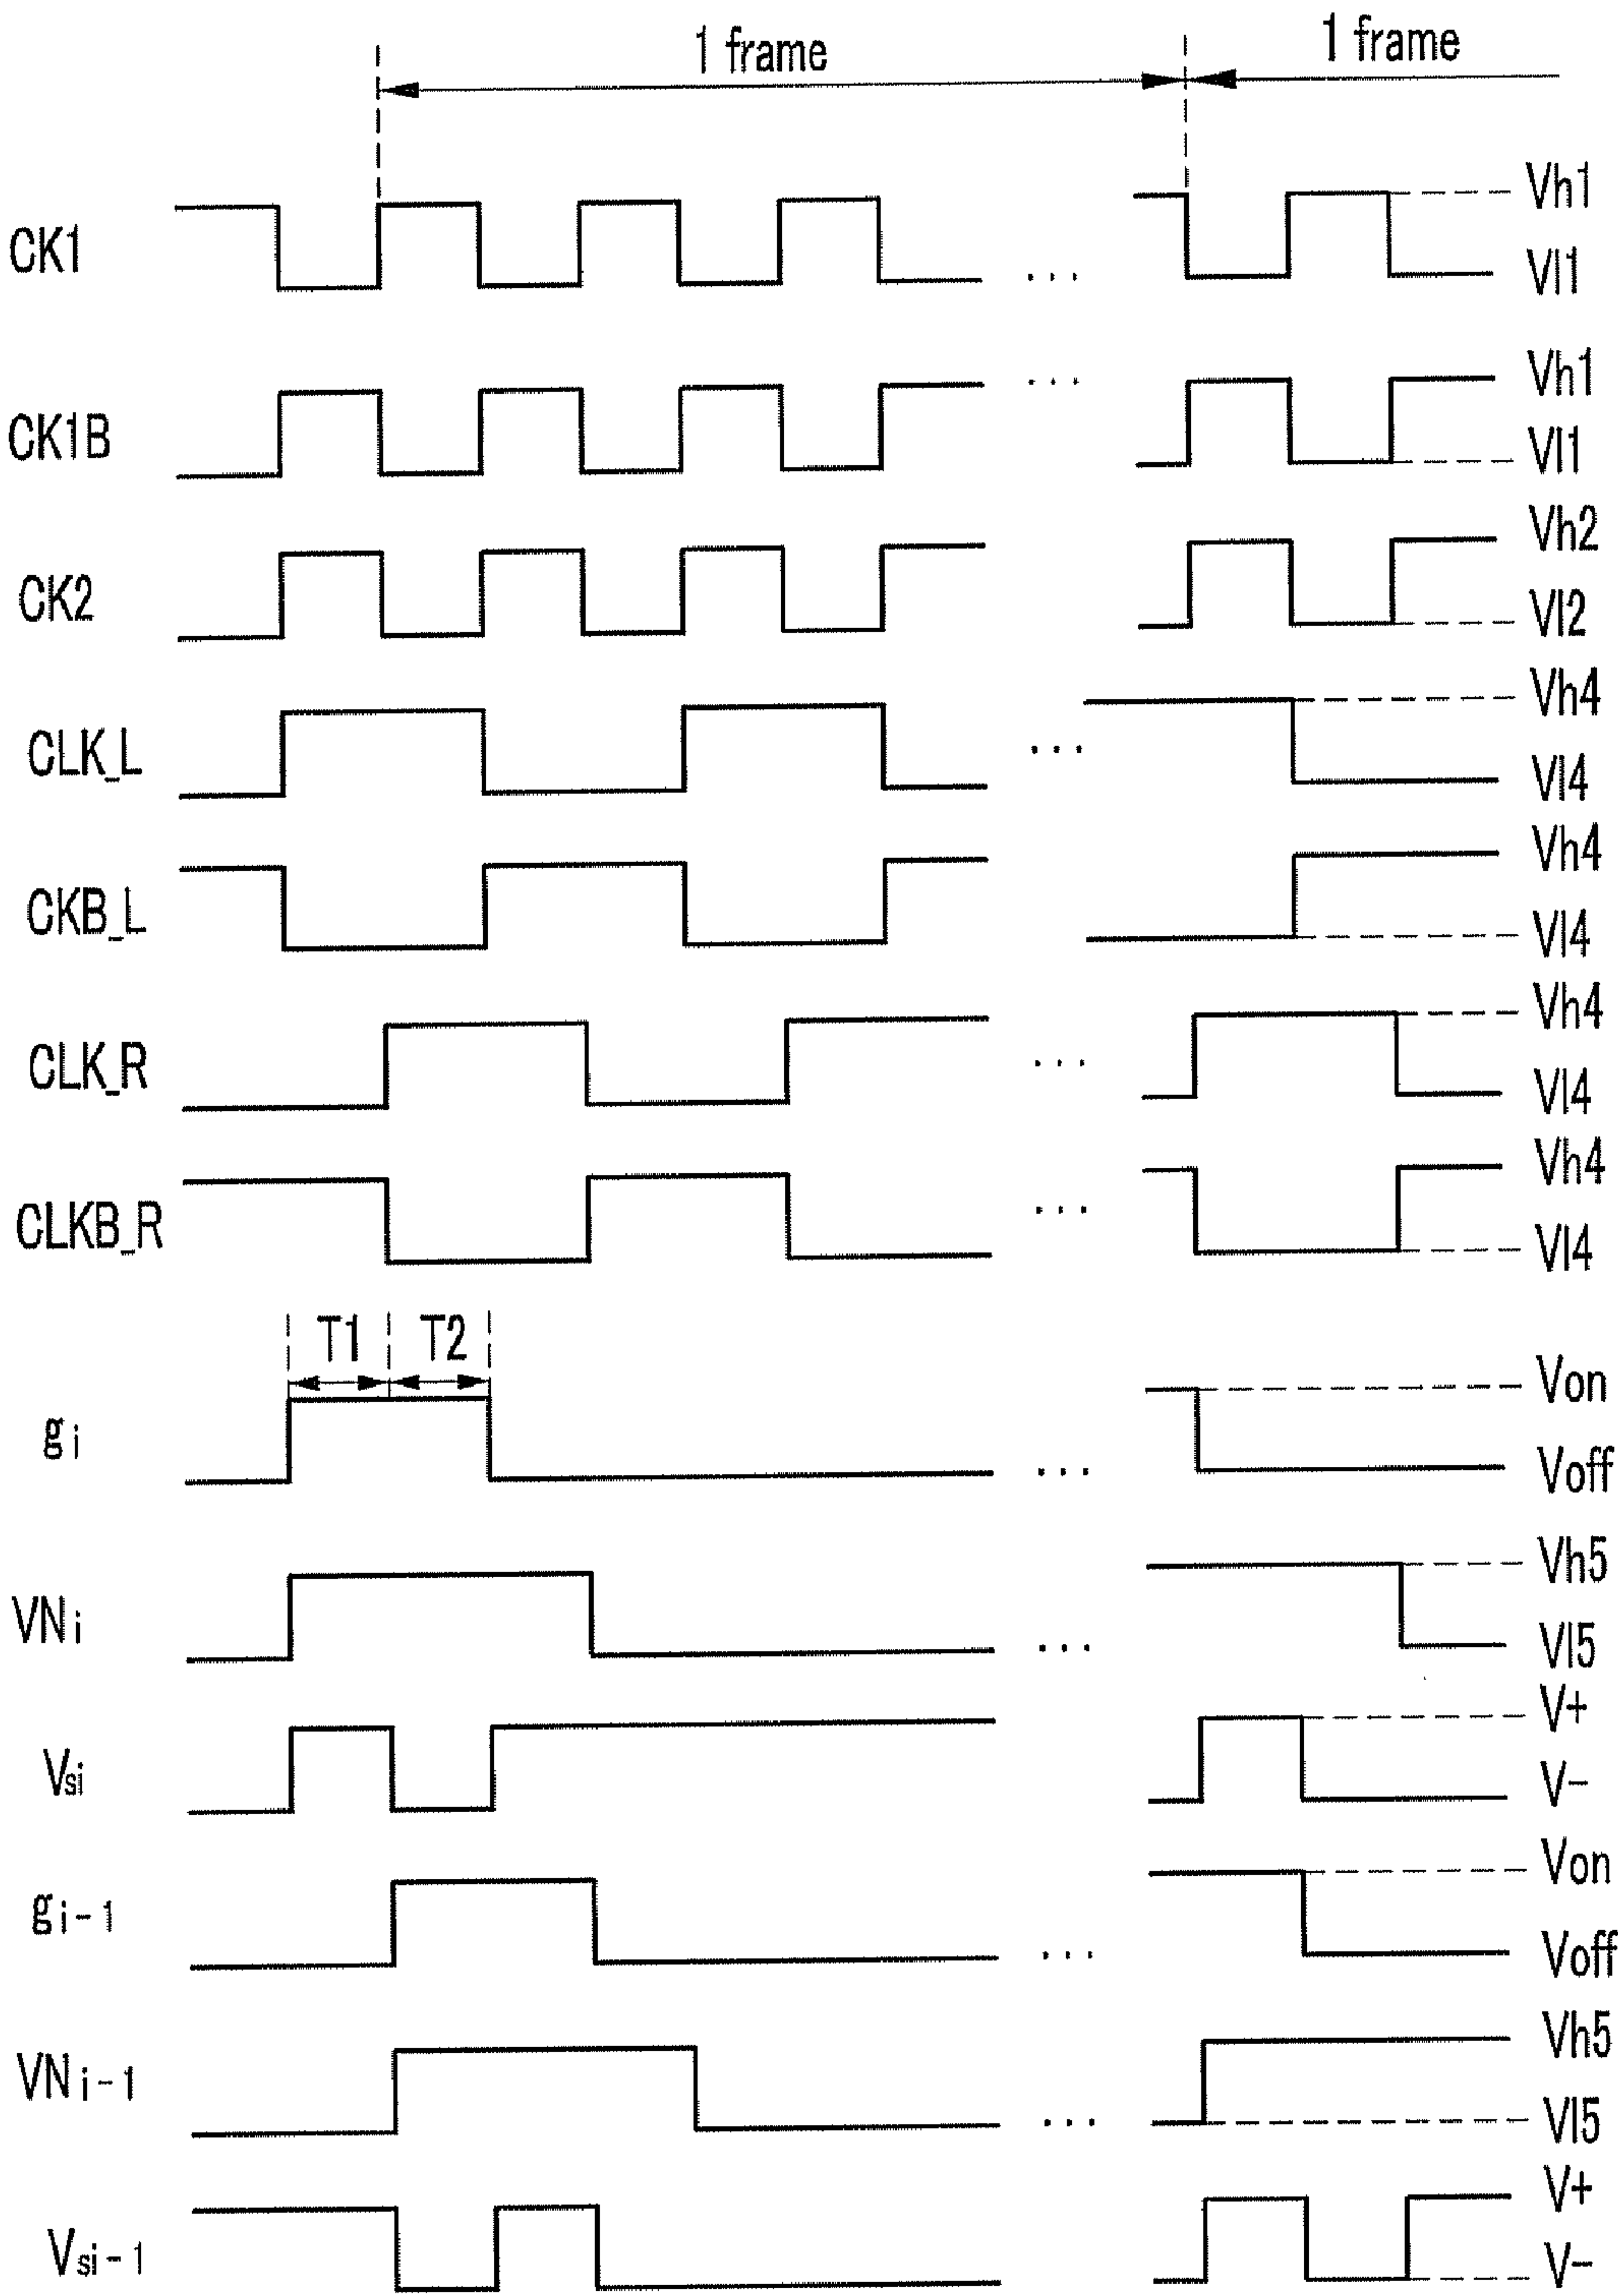 1 frame
1 frame
CK1
Vh1
Vl1
...
CK1B
Vh1
Vl1
...
CK2
Vh2
Vl2
CLK_L
Vh4
Vl4
...
CKB_L
Vh4
Vl4
CLK_R
Vh4
Vl4
...
CLKB_R
Vh4
Vl4
...
T1 T2
gi
Von
Voff
...
VNi
Vh5
Vl5
...
Vsi
V+
V-
gi-1
Von
Voff
...
VNi-1
Vh5
Vl5
...
Vsi-1
V+
V-